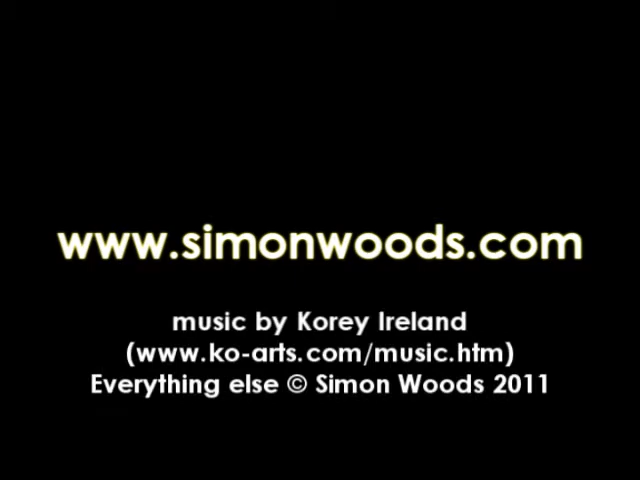 www.simonwoods.com
music by Korey Ireland
(www.ko-arts.com/music.htm)
Everything else © Simon Woods 2011